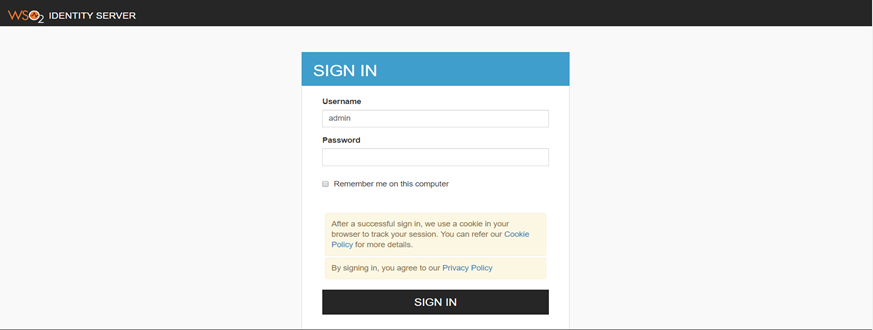 WSO2 IDENTITY SERVER
SIGN IN
Username
admin
Password
Remember me on this computer
After a successful sign in, we use a cookie in your
browser to track your session. You can refer our Cookie
Policy for more details.
By signing in, you agree to our Privacy Policy
SIGN IN